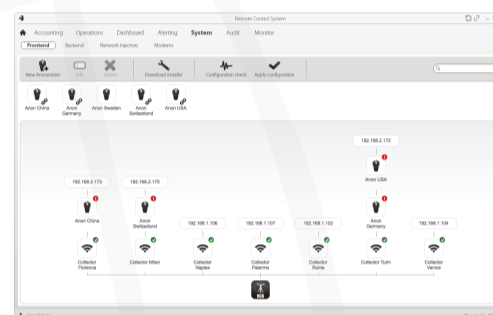 Remote Control System
Accounting Operations Dashboard Alerting System Audit Monitor
Frontend Backend Network Injectors Modems
New Anonymizer Edit Delete Download installer Configuration check Apply configuration
Anon China Anon Germany Anon Sweden Anon Switzerland Anon USA
192.168.2.172
Anon USA
192.168.2.173 192.168.2.170
Anon China Anon Switzerland 192.168.1.106 192.168.1.107 192.168.1.102 Anon Germany 192.168.1.104
Collector Florence Collector Milan Collector Naples Collector Palermo Collector Rome Collector Turin Collector Venice
RCS